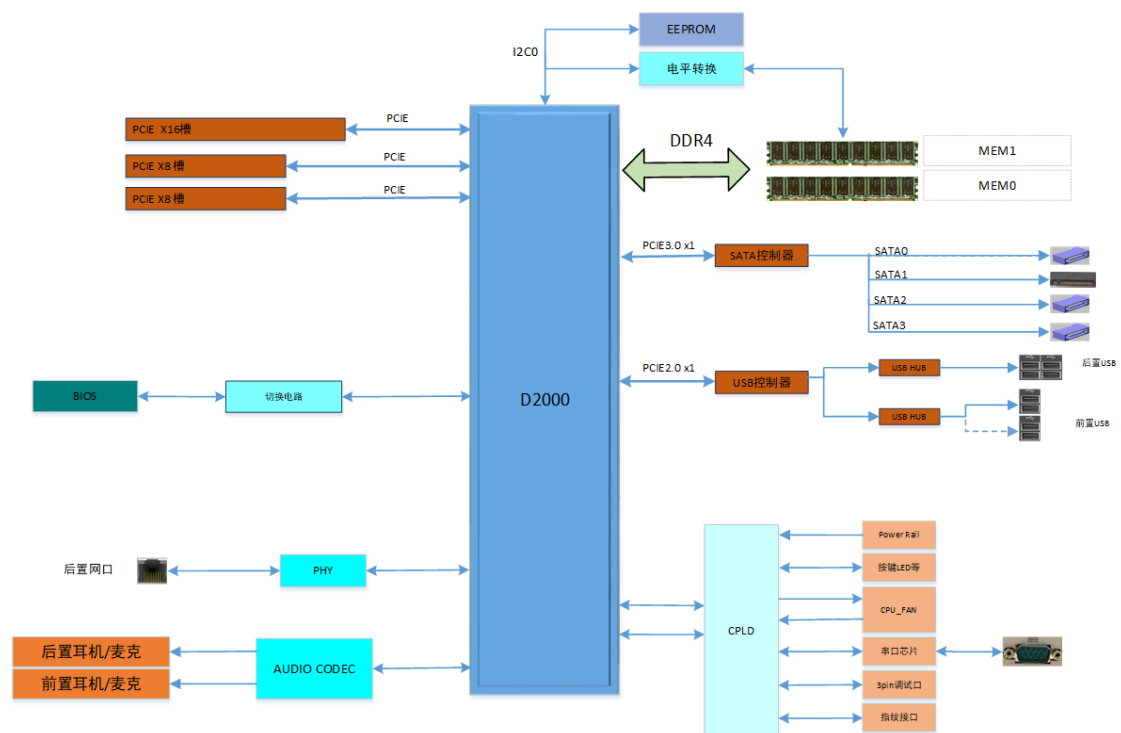 EEPROM
I2C0
电平转换
PCIE X16槽
PCIE
PCIE X8 槽
PCIE
PCIE X8 槽
PCIE
DDR4
MEM1
MEM0
PCIE3.0 x1
SATA控制器
SATA0
SATA1
SATA2
SATA3
PCIE2.0 x1
USB控制器
USB HUB
后置USB
USB HUB
前置USB
BIOS
切换电路
D2000
后置网口
PHY
后置耳机/麦克
前置耳机/麦克
AUDIO CODEC
CPLD
Power Rail
按键LED等
CPU_FAN
串口芯片
3pin调试口
指纹接口